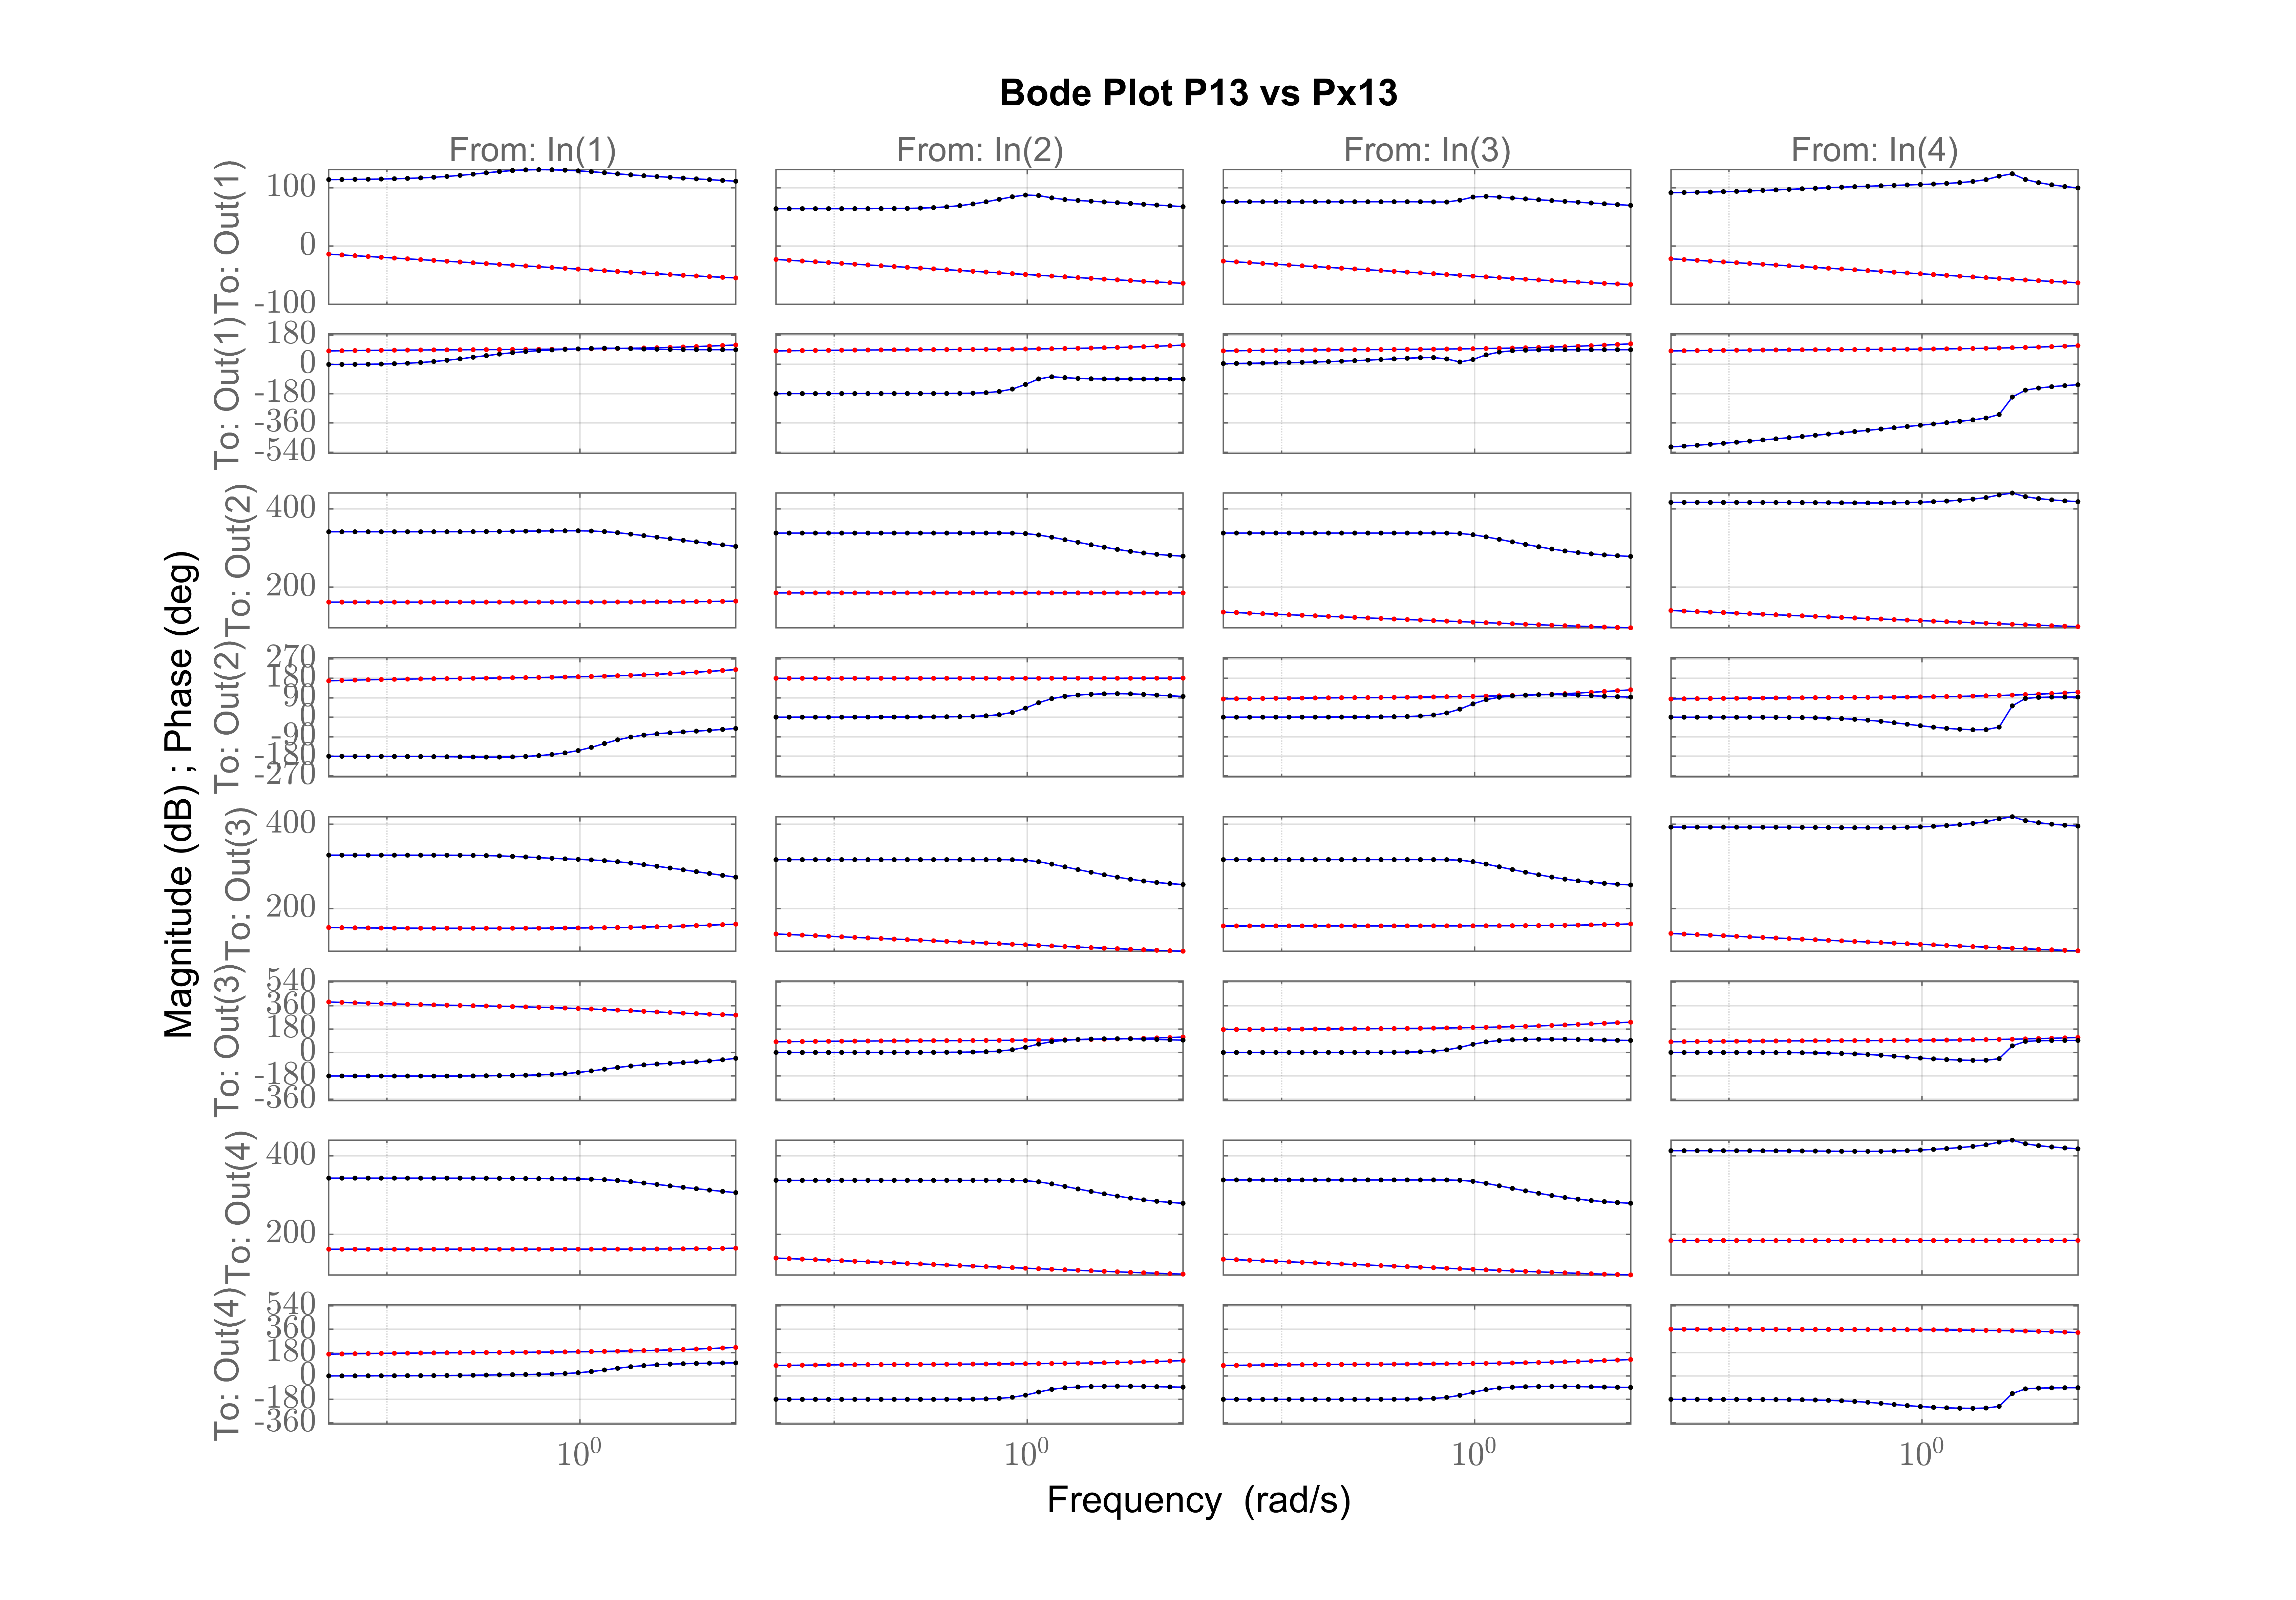 Bode Plot P13 vs Px13
From: In(1)
From: In(2)
From: In(3)
From: In(4)
Magnitude (dB) ; Phase (deg)
To: Out(1)
100
0
-100
To: Out(1)
180
0
-180
-360
-540
To: Out(2)
400
200
To: Out(2)
270
180
90
0
-90
-180
-270
To: Out(3)
400
200
To: Out(3)
540
360
180
0
-180
-360
To: Out(4)
400
200
To: Out(4)
540
360
180
0
-180
-360
10^0
10^0
10^0
10^0
Frequency (rad/s)